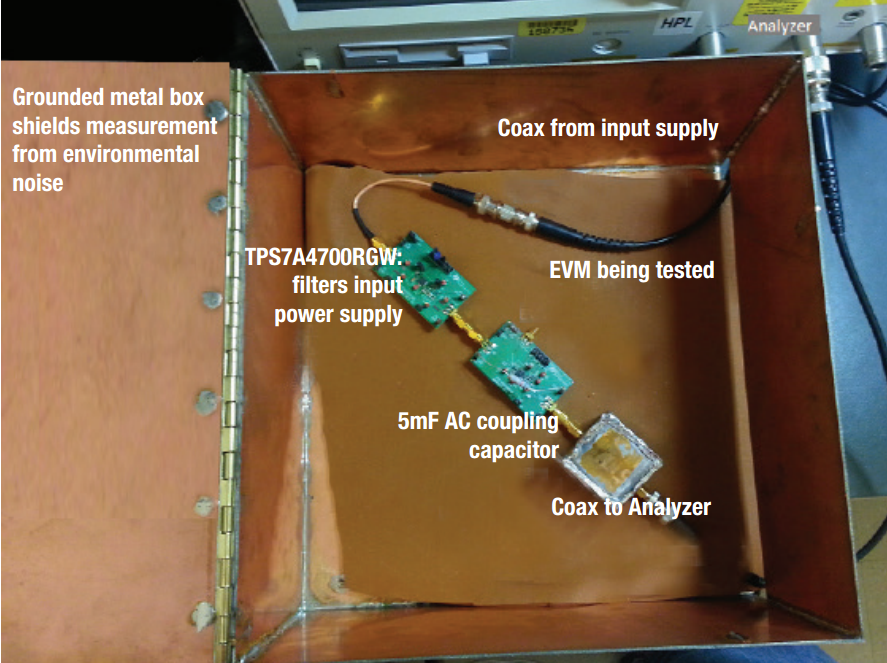 HPL
Analyzer
Grounded metal box
shields measurement
from environmental
noise
Coax from input supply
TPS7A4700RGW:
filters input
power supply
EVM being tested
5mF AC coupling
capacitor
Coax to Analyzer